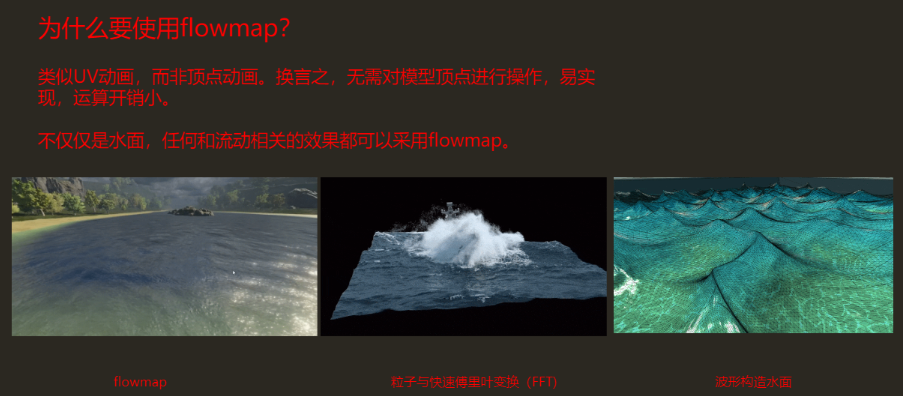 为什么要使用flowmap？
类似UV动画，而非顶点动画。换言之，无需对模型顶点进行操作，易实
现，运算开销小。
不仅仅是水面，任何和流动相关的效果都可以采用flowmap。
flowmap
粒子与快速傅里叶变换（FFT）
波形构造水面